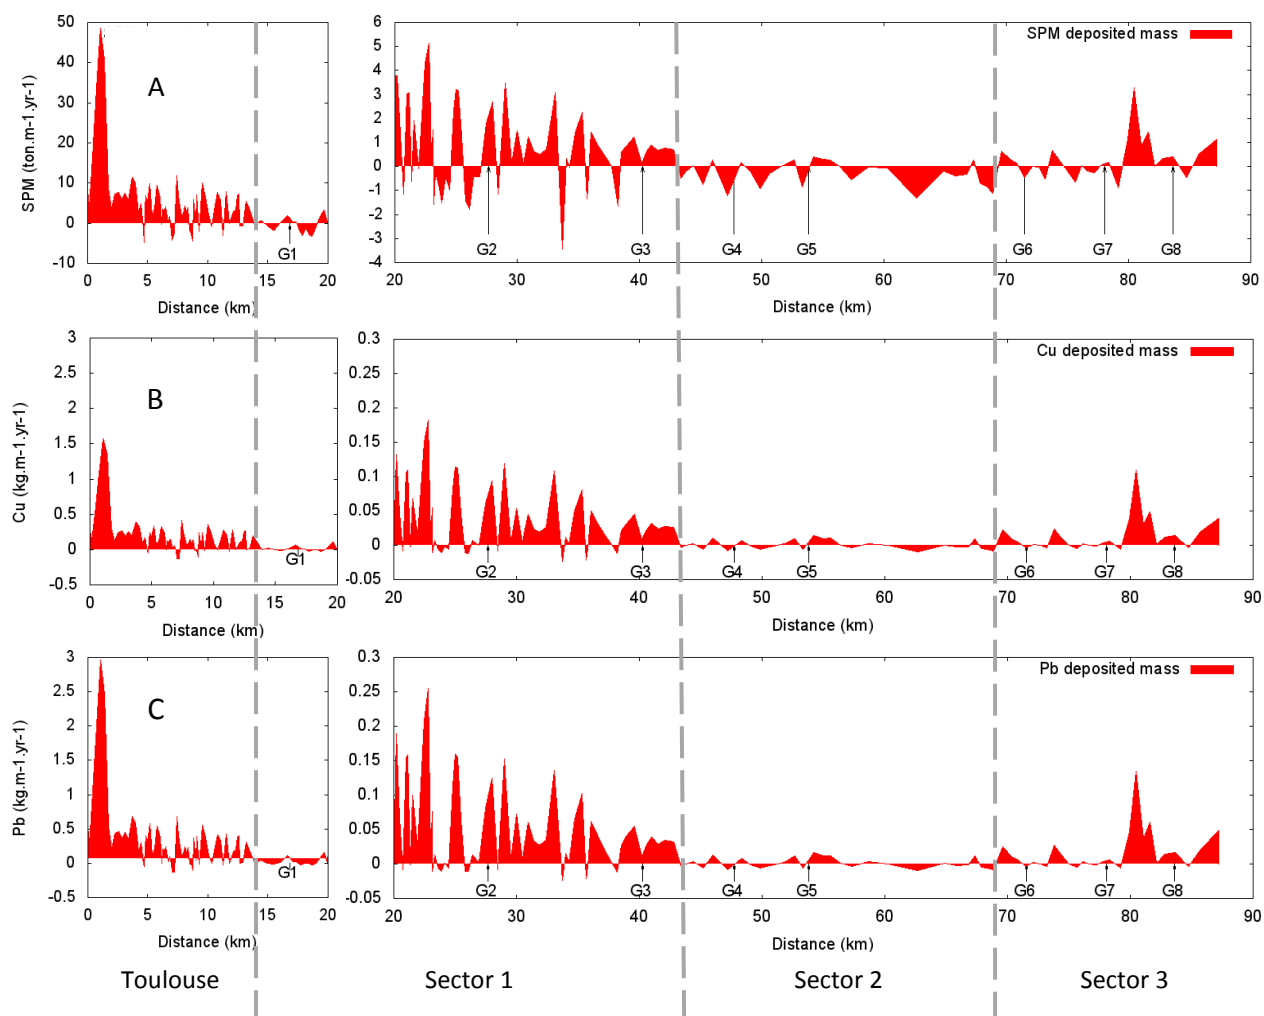 50
40
30
20
10
0
-10
SPM (ton.m-1.yr-1)
A
G1
0 5 10 15 20
Distance (km)
6
5
4
3
2
1
0
-1
-2
-3
-4
SPM deposited mass
G2 G3 G4 G5 G6 G7 G8
20 30 40 50 60 70 80 90
Distance (km)
3
2.5
2
1.5
1
0.5
0
-0.5
Cu (kg.m-1.yr-1)
B
G1
0 5 10 15 20
Distance (km)
0.3
0.25
0.2
0.15
0.1
0.05
0
-0.05
Cu deposited mass
G2 G3 G4 G5 G6 G7 G8
20 30 40 50 60 70 80 90
Distance (km)
3
2.5
2
1.5
1
0.5
0
-0.5
Pb (kg.m-1.yr-1)
C
G1
0 5 10 15 20
Distance (km)
0.3
0.25
0.2
0.15
0.1
0.05
0
-0.05
Pb deposited mass
G2 G3 G4 G5 G6 G7 G8
20 30 40 50 60 70 80 90
Distance (km)
Toulouse Sector 1 Sector 2 Sector 3